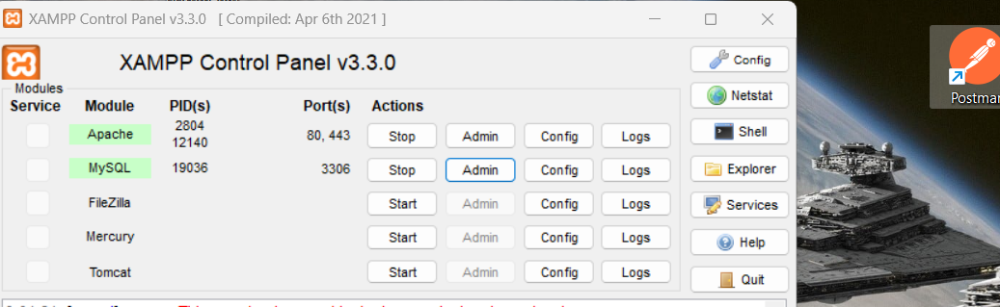 XAMPP Control Panel v3.3.0 [ Compiled: Apr 6th 2021 ]
XAMPP Control Panel v3.3.0
Config
Modules
Service Module PID(s) Port(s) Actions
Netstat
Apache 2804 12140 80, 443 Stop Admin Config Logs
Shell
MySQL 19036 3306 Stop Admin Config Logs
Explorer
FileZilla Start Admin Config Logs
Services
Mercury Start Admin Config Logs
Help
Tomcat Start Admin Config Logs
Quit
Postman